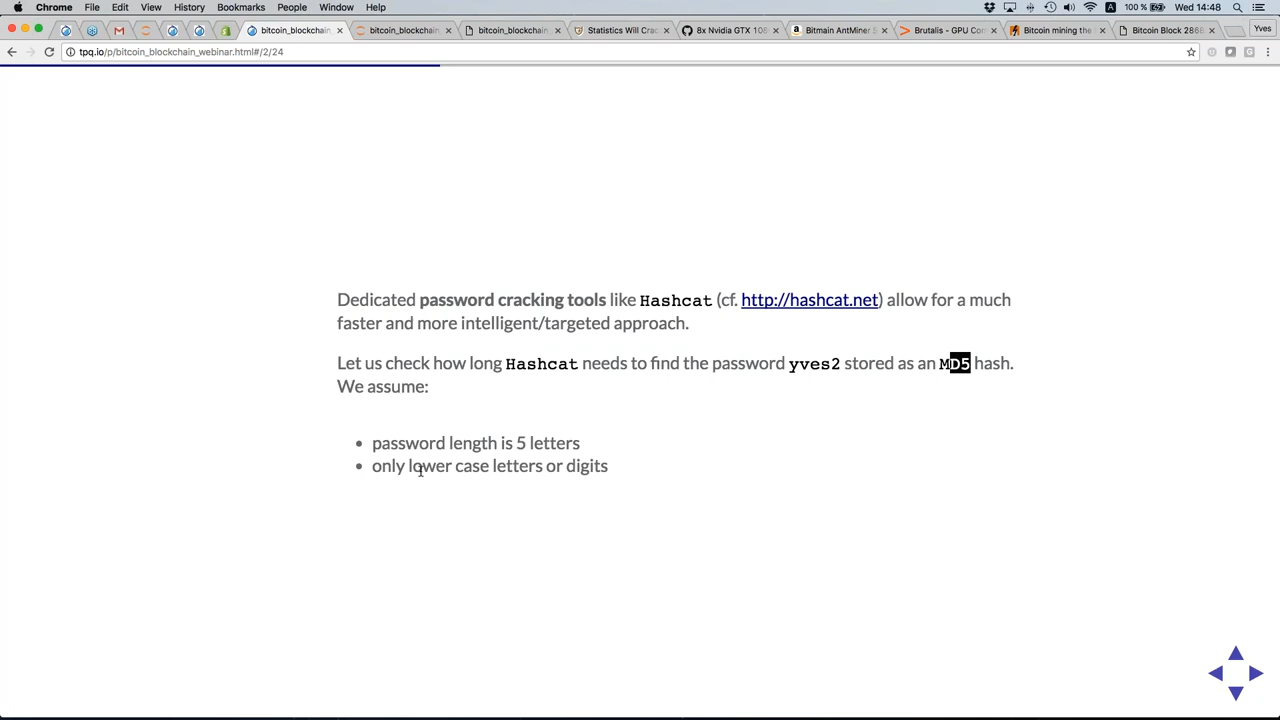 Chrome File Edit View History Bookmarks People Window Help 100 % Wed 14:48
bitcoin_blockchain_ bitcoin_blockchain_ bitcoin_blockchain_ Statistics Will Crac 8x Nvidia GTX 108 Bitmain AntMiner S Brutalis - GPU Com Bitcoin mining the Bitcoin Block 2868 Yves
tpq.io/p/bitcoin_blockchain_webinar.html#/2/24
Dedicated password cracking tools like Hashcat (cf. http://hashcat.net) allow for a much
faster and more intelligent/targeted approach.
Let us check how long Hashcat needs to find the password yves2 stored as an MD5 hash.
We assume:
• password length is 5 letters
• only lower case letters or digits